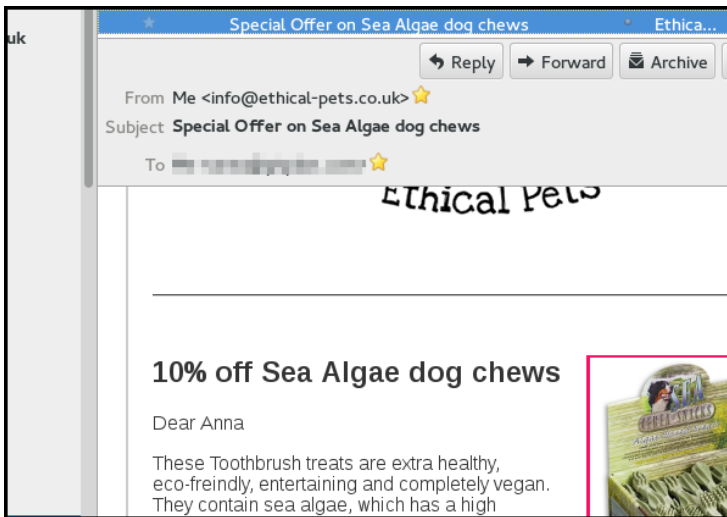 uk
Special Offer on Sea Algae dog chews Ethica...
Reply Forward Archive
From Me <info@ethical-pets.co.uk>
Subject Special Offer on Sea Algae dog chews
To
Ethical Pets
10% off Sea Algae dog chews
Dear Anna
These Toothbrush treats are extra healthy,
eco-freindly, entertaining and completely vegan.
They contain sea algae, which has a high